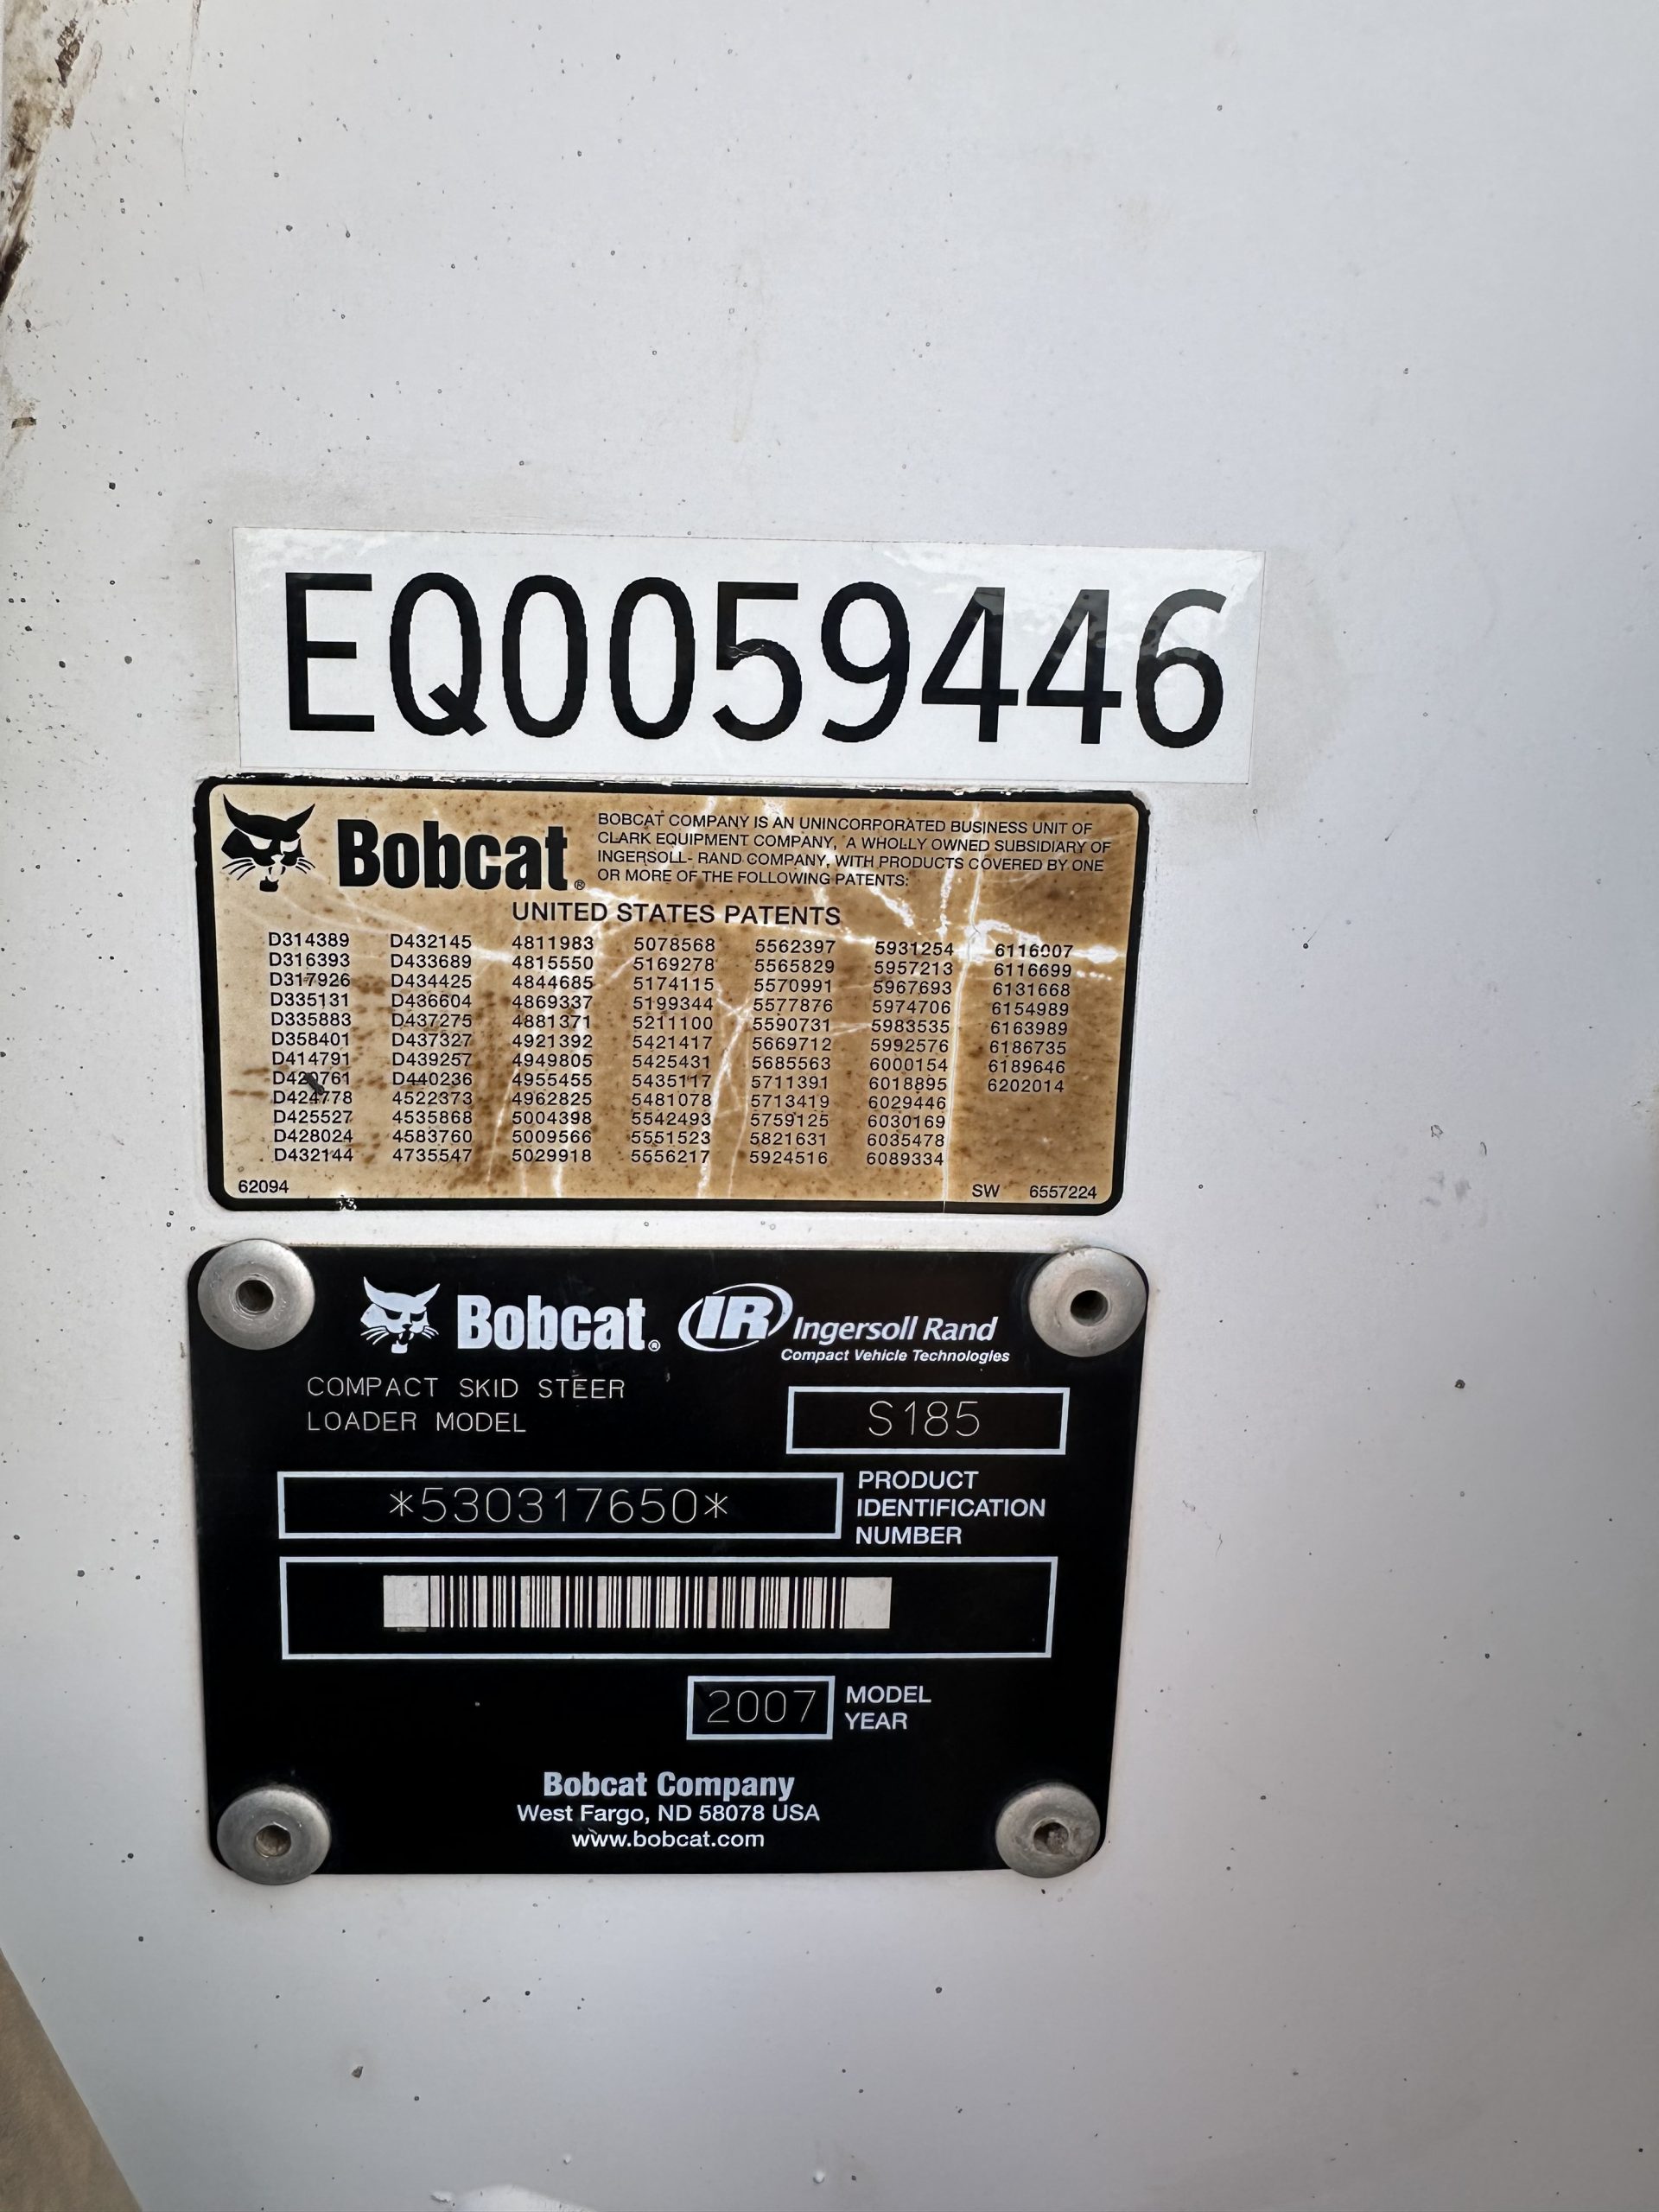 EQ0059446
Bobcat®
BOBCAT COMPANY IS AN UNINCORPORATED BUSINESS UNIT OF
CLARK EQUIPMENT COMPANY, A WHOLLY OWNED SUBSIDIARY OF
INGERSOLL- RAND COMPANY, WITH PRODUCTS COVERED BY ONE
OR MORE OF THE FOLLOWING PATENTS:
UNITED STATES PATENTS
D314389 D432145 4811983 5078568 5562397 5931254 6116007
D316393 D433689 4815550 5169278 5565829 5957213 6116699
D317926 D434425 4844685 5174115 5570991 5967693 6131668
D335131 D436604 4869337 5199344 5577876 5974706 6154989
D335883 D437275 4881371 5211100 5590731 5983535 6163989
D358401 D437327 4921392 5421417 5669712 5992576 6186735
D414791 D439257 4949805 5425431 5685563 6000154 6189646
D440236 4955455 5435117 5711391 6018895 6202014
D424778 4522373 4962825 5481078 5713419 6029446
D425527 4535868 5004398 5542493 5759125 6030169
D428024 4583760 5009566 5551523 5821631 6035478
D432144 4735547 5029918 5556217 5924516 6089334
62094 SW 6557224
Bobcat® IR Ingersoll Rand
Compact Vehicle Technologies
COMPACT SKID STEER
LOADER MODEL
S185
*530317650*
PRODUCT
IDENTIFICATION
NUMBER
2007
MODEL
YEAR
Bobcat Company
West Fargo, ND 58078 USA
www.bobcat.com